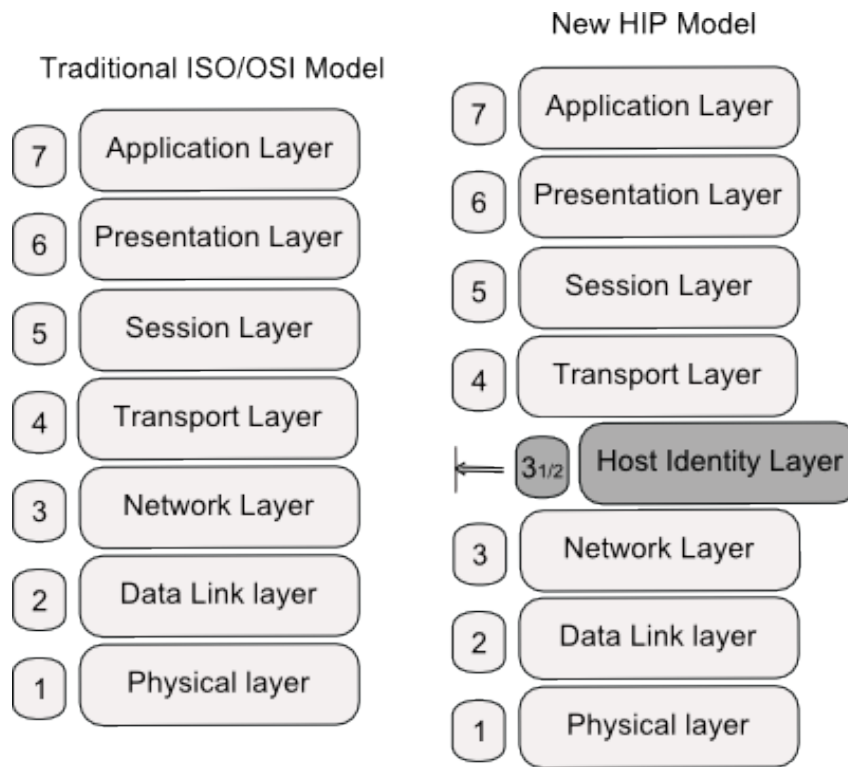 Traditional ISO/OSI Model
7 Application Layer
6 Presentation Layer
5 Session Layer
4 Transport Layer
3 Network Layer
2 Data Link layer
1 Physical layer
New HIP Model
7 Application Layer
6 Presentation Layer
5 Session Layer
4 Transport Layer
31/2 Host Identity Layer
3 Network Layer
2 Data Link layer
1 Physical layer